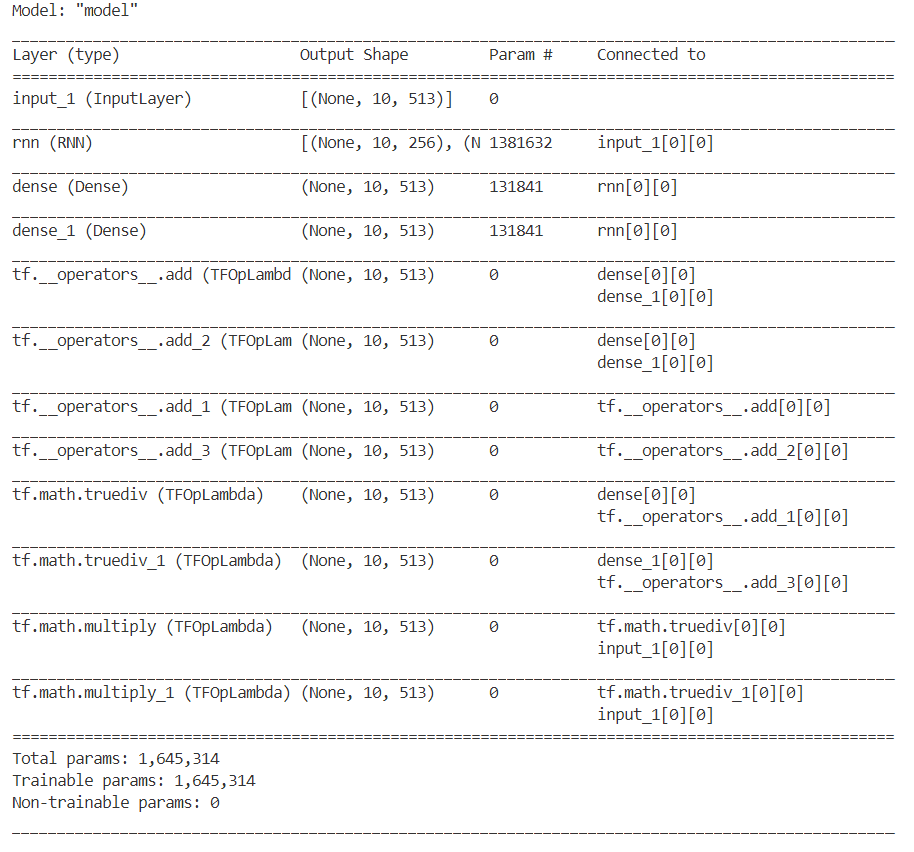 Model: "model"
Layer (type) Output Shape Param # Connected to
input_1 (InputLayer) [(None, 10, 513)] 0
rnn (RNN) [(None, 10, 256), (N 1381632 input_1[0][0]
dense (Dense) (None, 10, 513) 131841 rnn[0][0]
dense_1 (Dense) (None, 10, 513) 131841 rnn[0][0]
tf.__operators__.add (TFOpLambd (None, 10, 513) 0 dense[0][0]
dense_1[0][0]
tf.__operators__.add_2 (TFOpLam (None, 10, 513) 0 dense[0][0]
dense_1[0][0]
tf.__operators__.add_1 (TFOpLam (None, 10, 513) 0 tf.__operators__.add[0][0]
tf.__operators__.add_3 (TFOpLam (None, 10, 513) 0 tf.__operators__.add_2[0][0]
tf.math.truediv (TFOpLambda) (None, 10, 513) 0 dense[0][0]
tf.__operators__.add_1[0][0]
tf.math.truediv_1 (TFOpLambda) (None, 10, 513) 0 dense_1[0][0]
tf.__operators__.add_3[0][0]
tf.math.multiply (TFOpLambda) (None, 10, 513) 0 tf.math.truediv[0][0]
input_1[0][0]
tf.math.multiply_1 (TFOpLambda) (None, 10, 513) 0 tf.math.truediv_1[0][0]
input_1[0][0]
Total params: 1,645,314
Trainable params: 1,645,314
Non-trainable params: 0